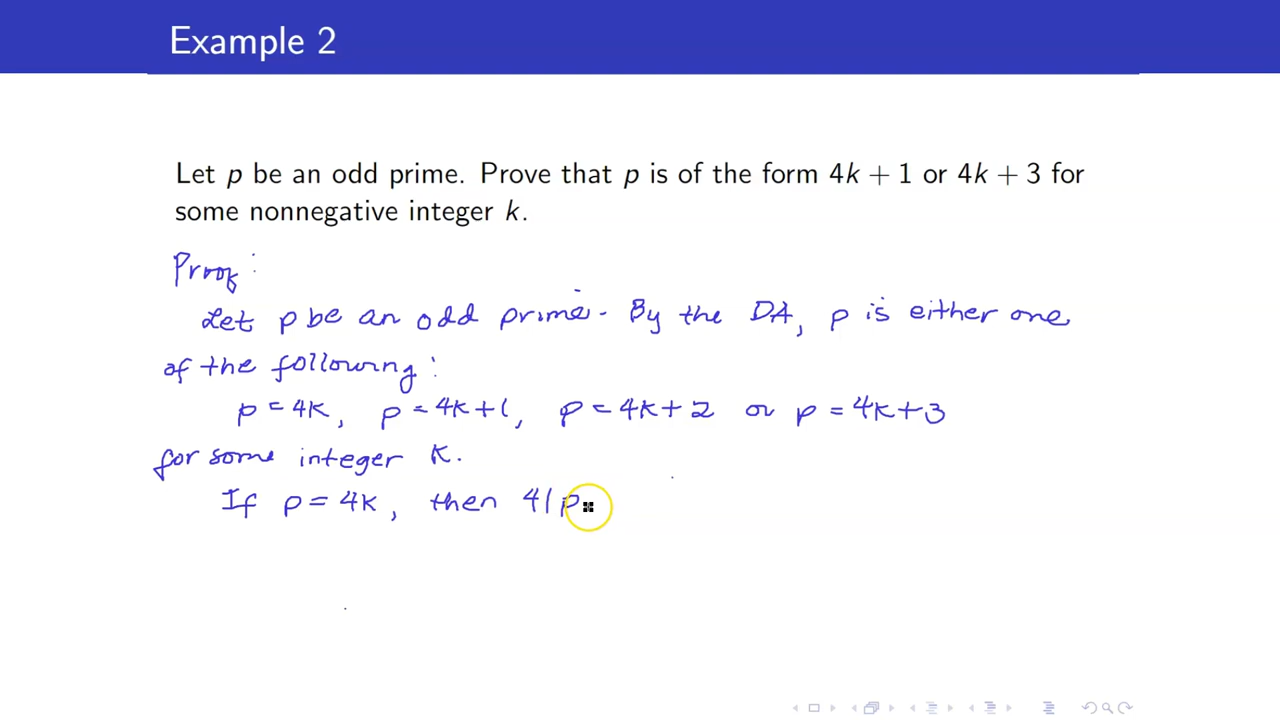 Example 2
Let p be an odd prime. Prove that p is of the form 4k + 1 or 4k + 3 for
some nonnegative integer k.
Proof:
Let p be an odd prime. By the DA, p is either one
of the following:
p = 4k, p = 4k+1, p = 4k+2 or p = 4k+3
for some integer k.
If p = 4k, then 4|p